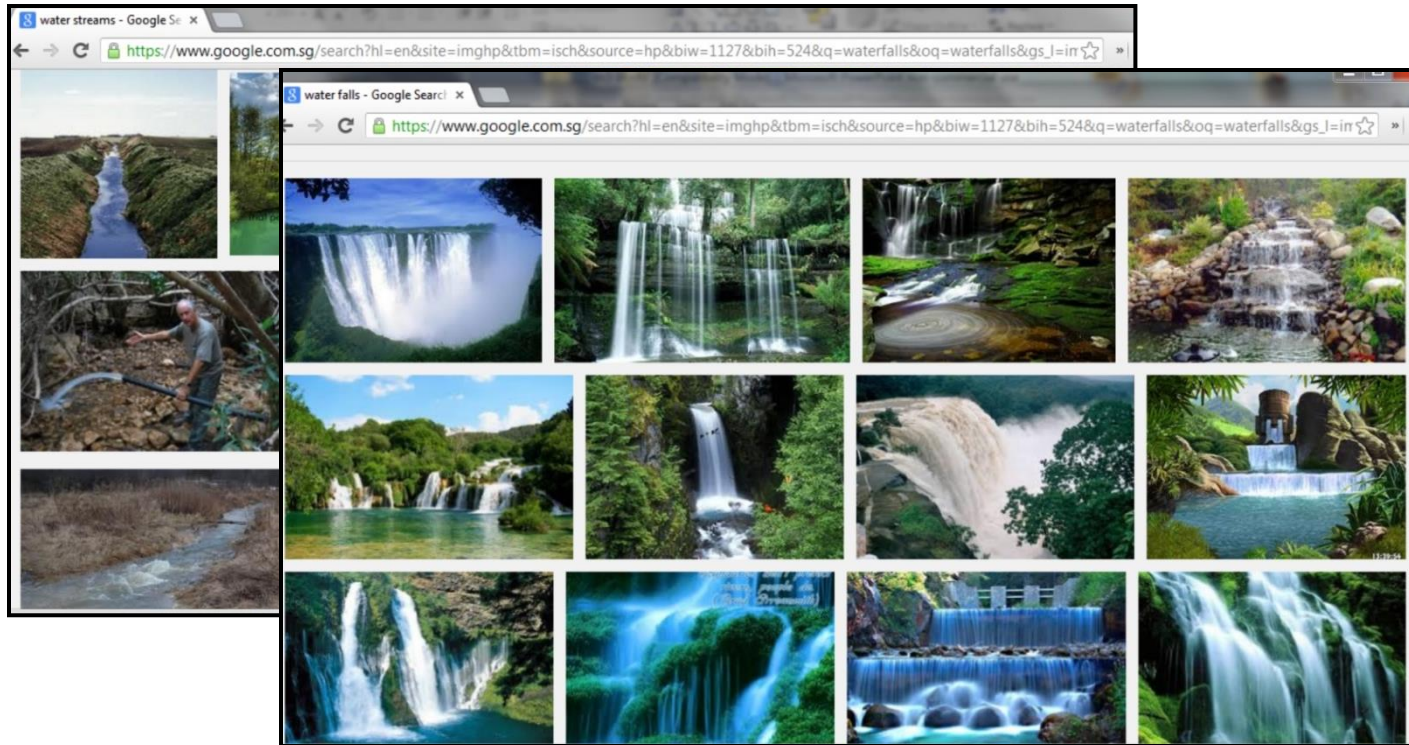 water streams - Google Se
https://www.google.com.sg/search?hl=en&site=imghp&tbm=isch&source=hp&biw=1127&bih=524&q=waterfalls&oq=waterfalls&gs_l=im
water falls - Google Search
https://www.google.com.sg/search?hl=en&site=imghp&tbm=isch&source=hp&biw=1127&bih=524&q=waterfalls&oq=waterfalls&gs_l=im